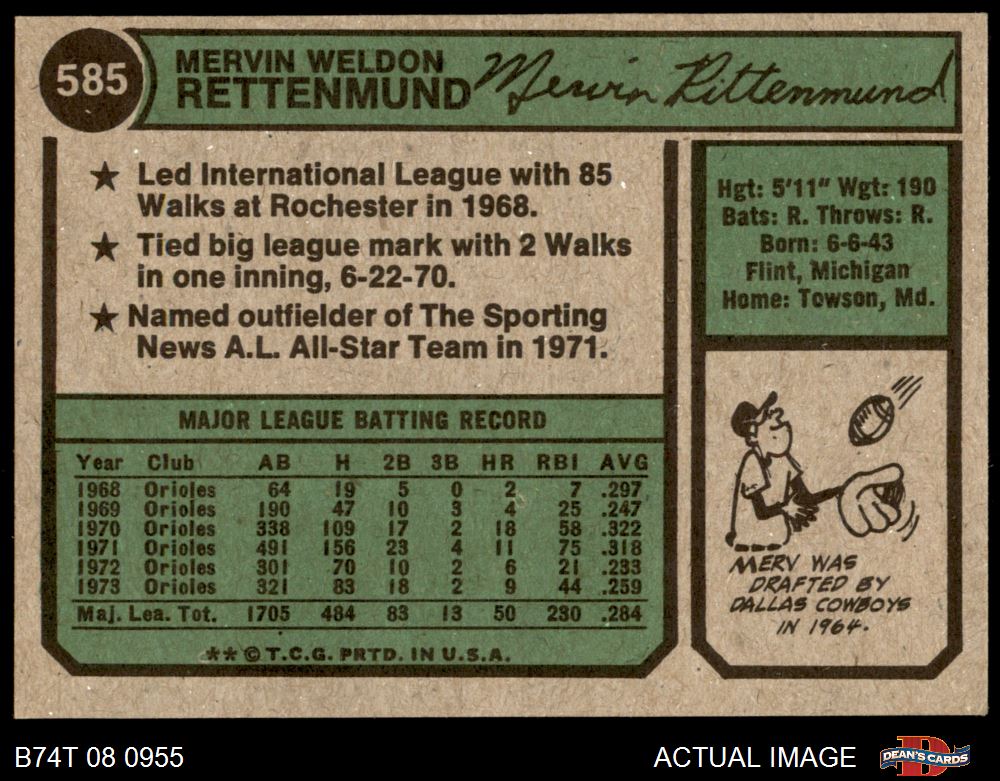 585
MERVIN WELDON
RETTENMUND
Mervin Rettenmund
★ Led International League with 85
Walks at Rochester in 1968.
★ Tied big league mark with 2 Walks
in one inning, 6-22-70.
★ Named outfielder of The Sporting
News A.L. All-Star Team in 1971.
Hgt: 5'11" Wgt: 190
Bats: R. Throws: R.
Born: 6-6-43
Flint, Michigan
Home: Towson, Md.
MAJOR LEAGUE BATTING RECORD
Year Club AB H 2B 3B HR RBI AVG
1968 Orioles 64 19 5 0 2 7 .297
1969 Orioles 190 47 10 3 4 25 .247
1970 Orioles 338 109 17 2 18 58 .322
1971 Orioles 491 156 23 4 11 75 .318
1972 Orioles 301 70 10 2 6 21 .233
1973 Orioles 321 83 18 2 9 44 .259
Maj. Lea. Tot. 1705 484 83 13 50 230 .284
** © T.C.G. PRTD. IN U.S.A.
MERV WAS
DRAFTED BY
DALLAS COWBOYS
IN 1964.
B74T 08 0955
ACTUAL IMAGE
DEAN'S CARDS